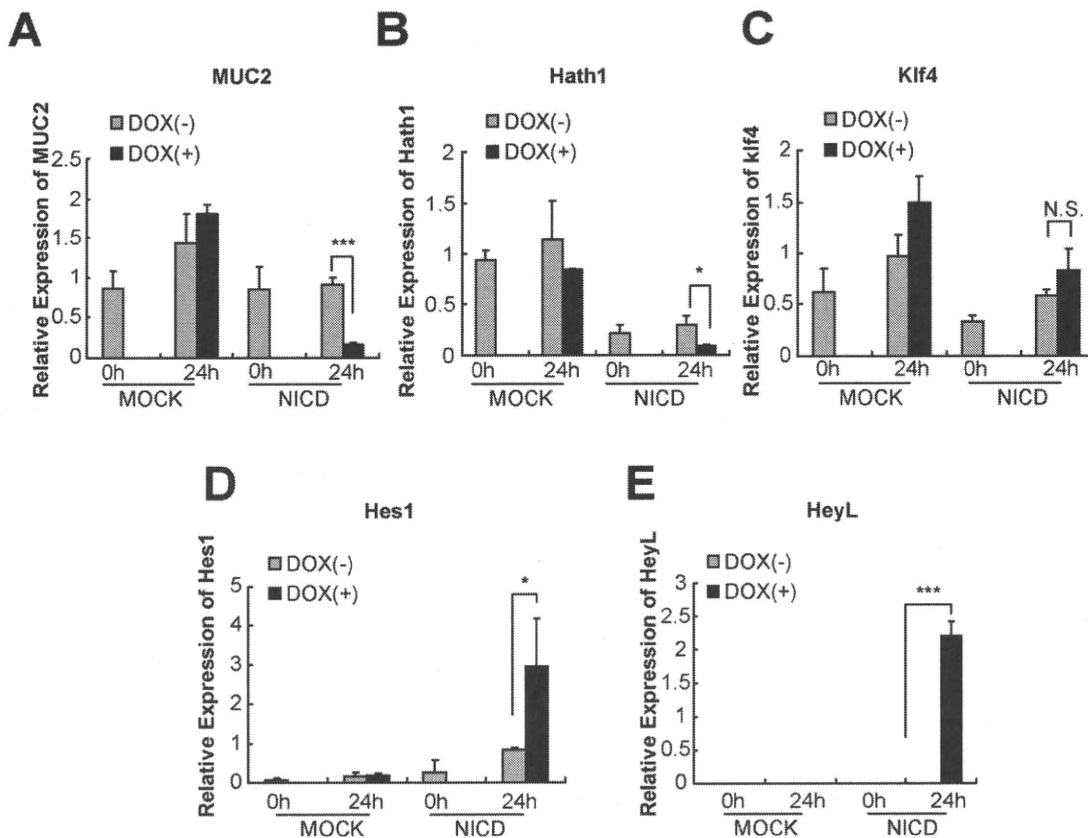 A
MUC2
DOX(-)
DOX(+)
Relative Expression of MUC2
2.5
2
1.5
1
0.5
0
***
0h 24h 0h 24h
MOCK NICD
B
Hath1
DOX(-)
DOX(+)
Relative Expression of Hath1
2
1.5
1
0.5
0
*
0h 24h 0h 24h
MOCK NICD
C
Klf4
DOX(-)
DOX(+)
Relative Expression of klf4
2
1.5
1
0.5
0
N.S.
0h 24h 0h 24h
MOCK NICD
D
Hes1
DOX(-)
DOX(+)
Relative Expression of Hes1
5
4
3
2
1
0
*
0h 24h 0h 24h
MOCK NICD
E
HeyL
DOX(-)
DOX(+)
Relative Expression of HeyL
3
2.5
2
1.5
1
0.5
0
***
0h 24h 0h 24h
MOCK NICD